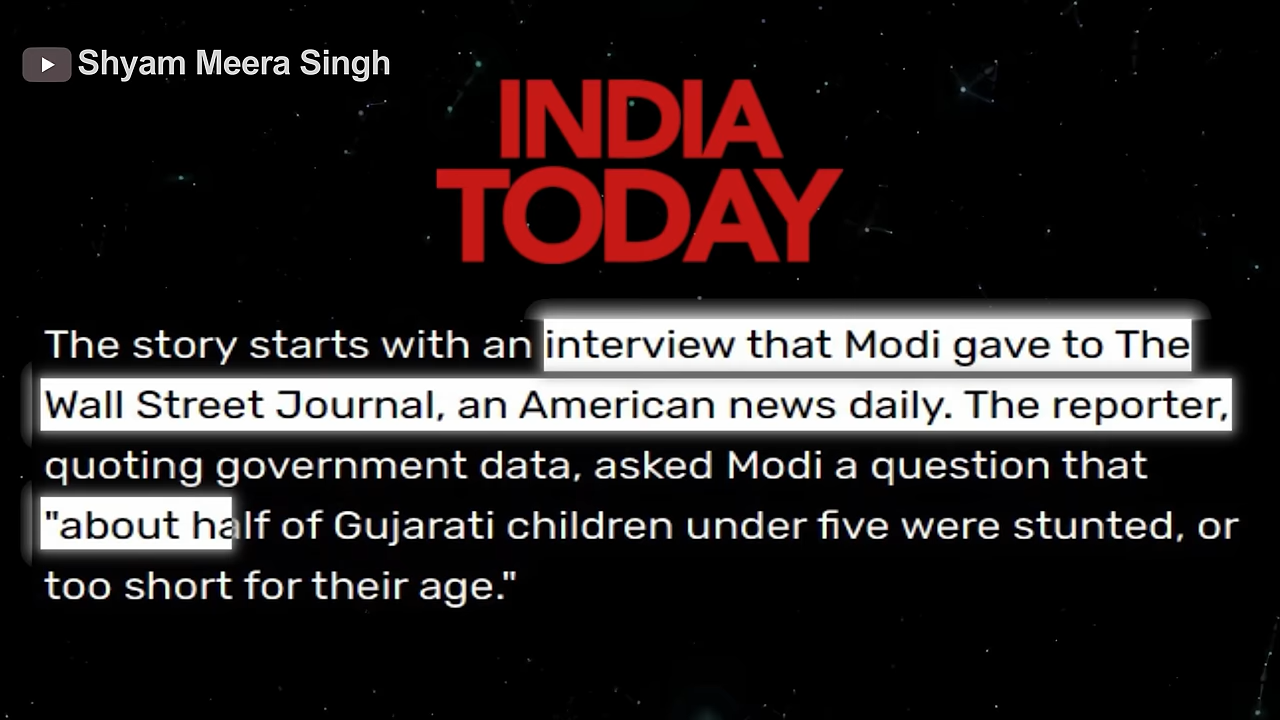 Shyam Meera Singh
INDIA
TODAY
The story starts with an interview that Modi gave to The
Wall Street Journal, an American news daily. The reporter,
quoting government data, asked Modi a question that
"about half of Gujarati children under five were stunted, or
too short for their age."